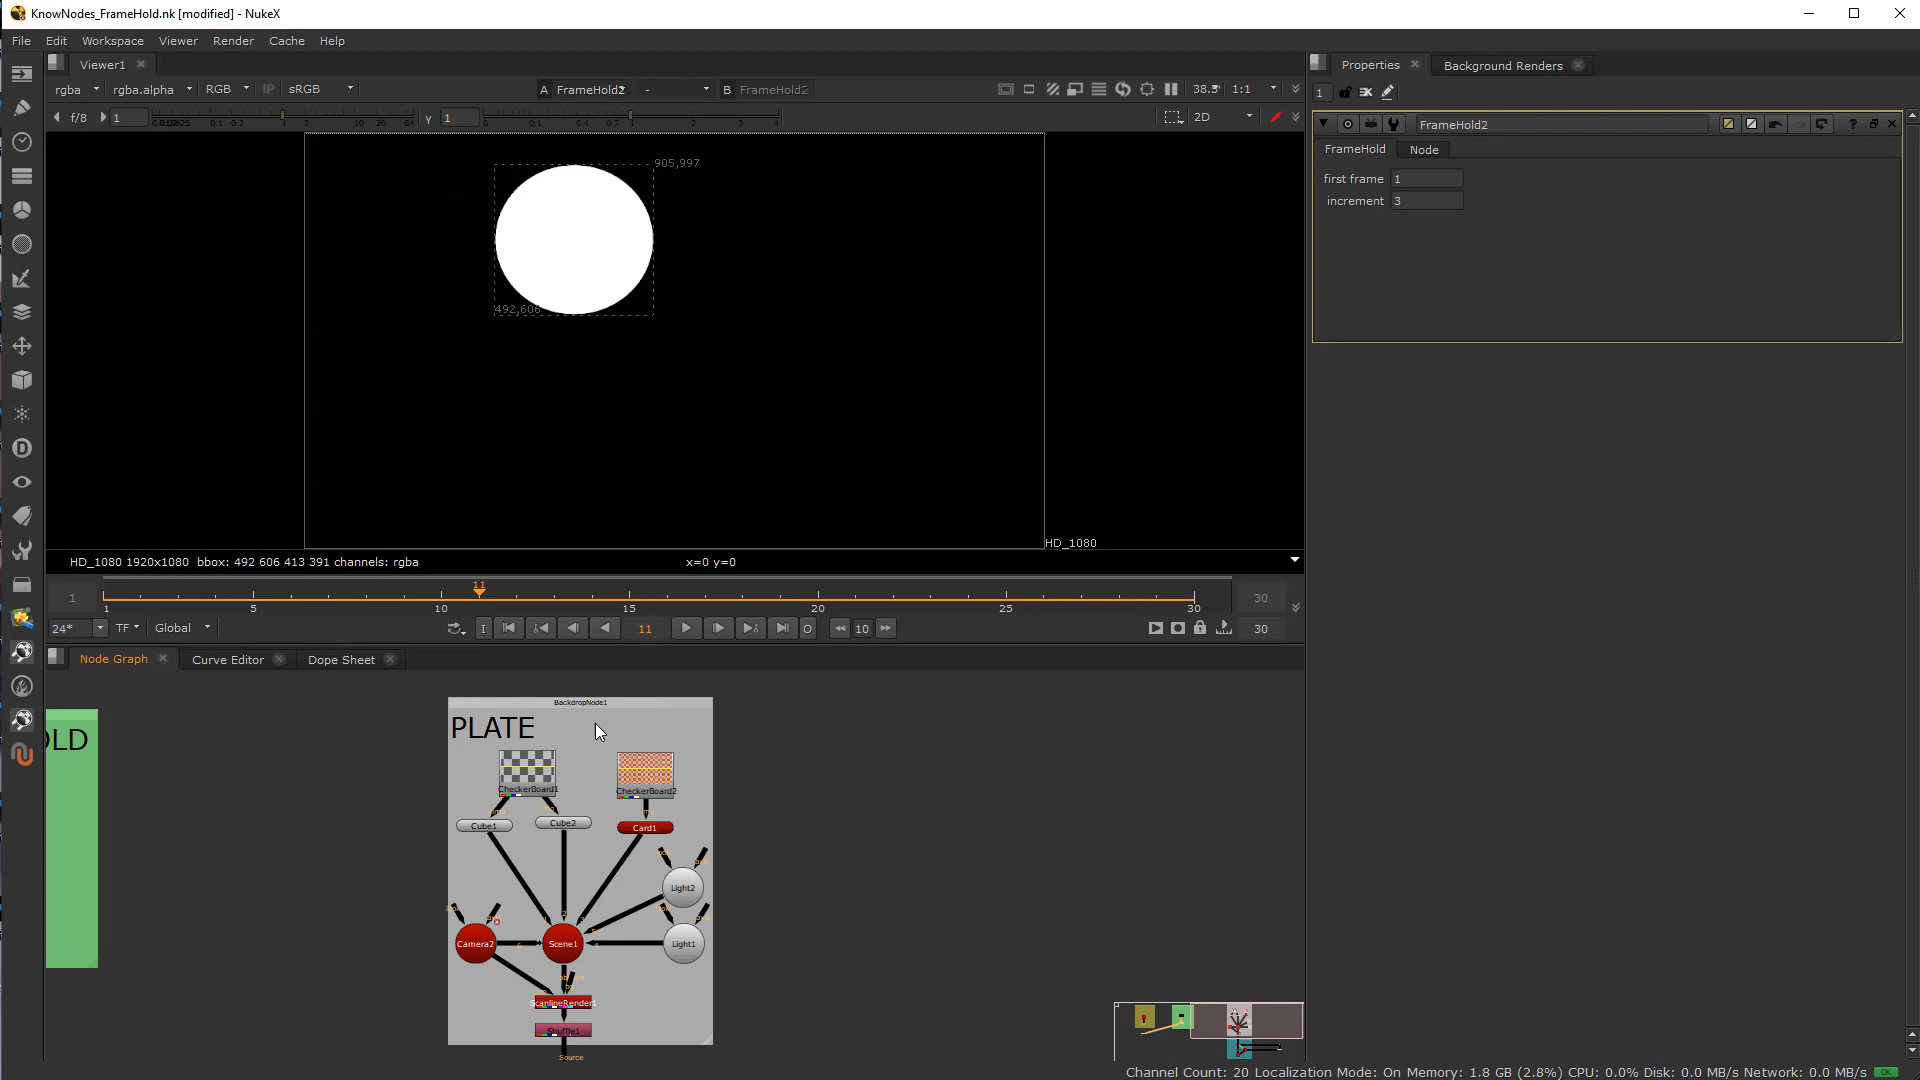 KnowNodes_FrameHold.nk [modified] - NukeX
File Edit Workspace Viewer Render Cache Help
Viewer1
Properties
Background Renders
rgba rgba.alpha RGB IP sRGB A FrameHold2 - B FrameHold2 38.5 1:1
1
f/8 1 y 1 2D
FrameHold2
FrameHold Node
first frame 1
increment 3
905,997
492,606
HD_1080
HD_1080 1920x1080 bbox: 492 606 413 391 channels: rgba x=0 y=0
11
1 1 5 10 15 20 25 30 30
24* TF Global I 11 O 10 30
Node Graph Curve Editor Dope Sheet
BackdropNode1
OLD
PLATE
CheckerBoard1 CheckerBoard2
Cube1 Cube2 Card1
Light2
Camera2 Scene1 Light1
ScanlineRender1
Shuffle1
Source
Channel Count: 20 Localization Mode: On Memory: 1.8 GB (2.8%) CPU: 0.0% Disk: 0.0 MB/s Network: 0.0 MB/s OK